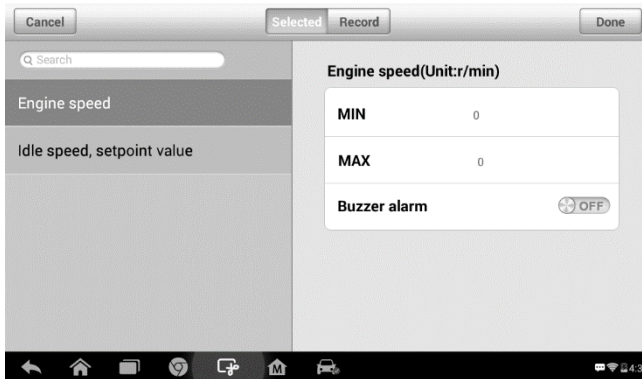 Cancel
Selected
Record
Done
Search
Engine speed
Idle speed, setpoint value
Engine speed(Unit:r/min)
MIN
0
MAX
0
Buzzer alarm
OFF
M